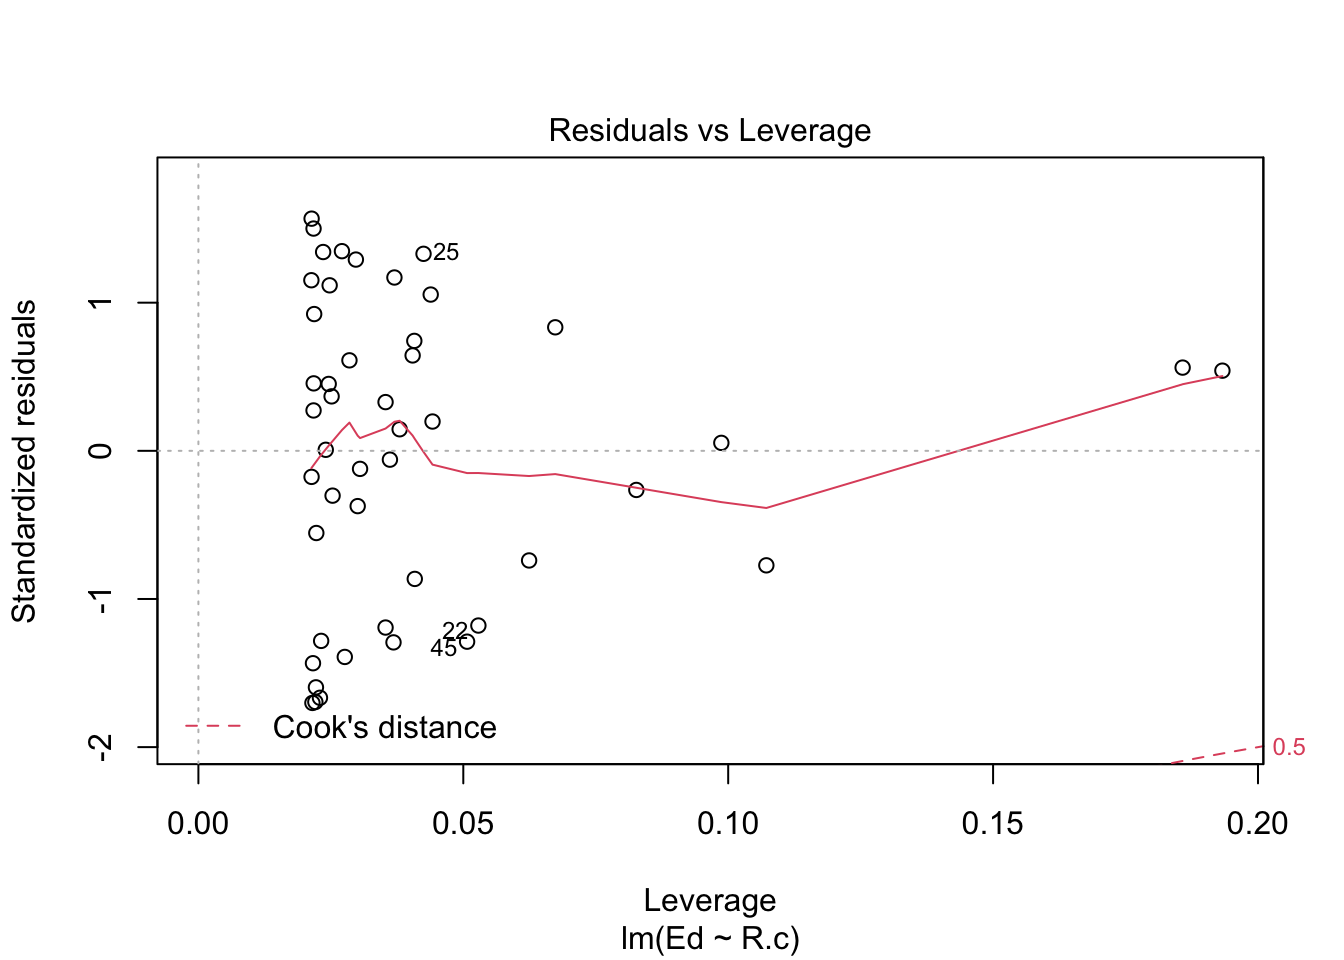 Residuals vs Leverage
Standardized residuals
1
0
-1
-2
25
22
45
Cook's distance
0.5
0.00 0.05 0.10 0.15 0.20
Leverage
lm(Ed ~ R.c)